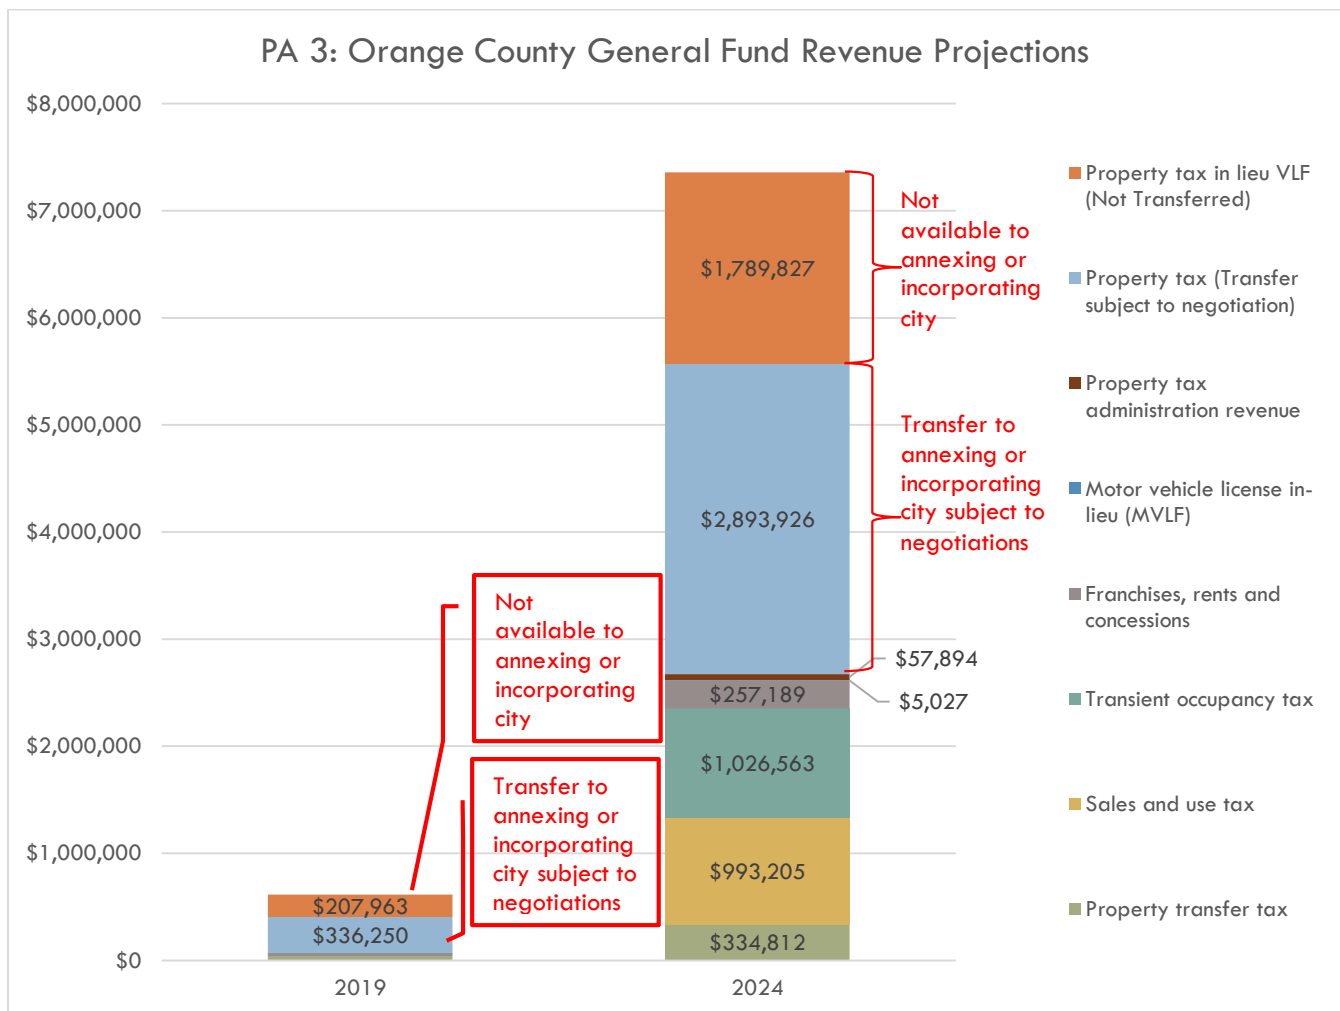 PA 3: Orange County General Fund Revenue Projections
$8,000,000
$7,000,000
$6,000,000
$5,000,000
$4,000,000
$3,000,000
$2,000,000
$1,000,000
$0
2019
2024
$207,963
$336,250
Not
available to
annexing or
incorporating
city
Transfer to
annexing or
incorporating
city subject to
negotiations
$1,789,827
$2,893,926
$57,894
$5,027
$257,189
$1,026,563
$993,205
$334,812
Not
available to
annexing or
incorporating
city
Transfer to
annexing or
incorporating
city subject to
negotiations
Property tax in lieu VLF
(Not Transferred)
Property tax (Transfer
subject to negotiation)
Property tax
administration revenue
Motor vehicle license in-
lieu (MVLF)
Franchises, rents and
concessions
Transient occupancy tax
Sales and use tax
Property transfer tax